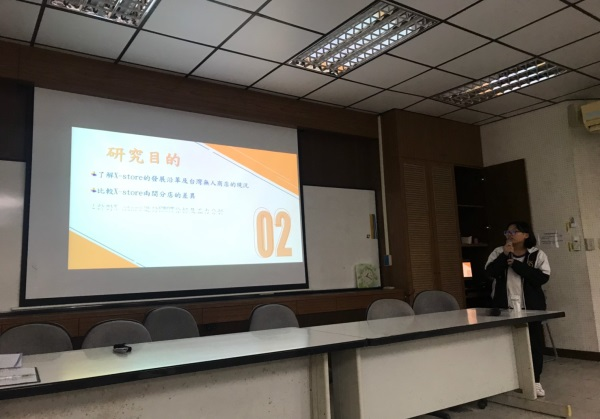 研究目的
了解X-store的發展沿革及台灣無人商店的現況
比較X-store兩間分店的差異
02